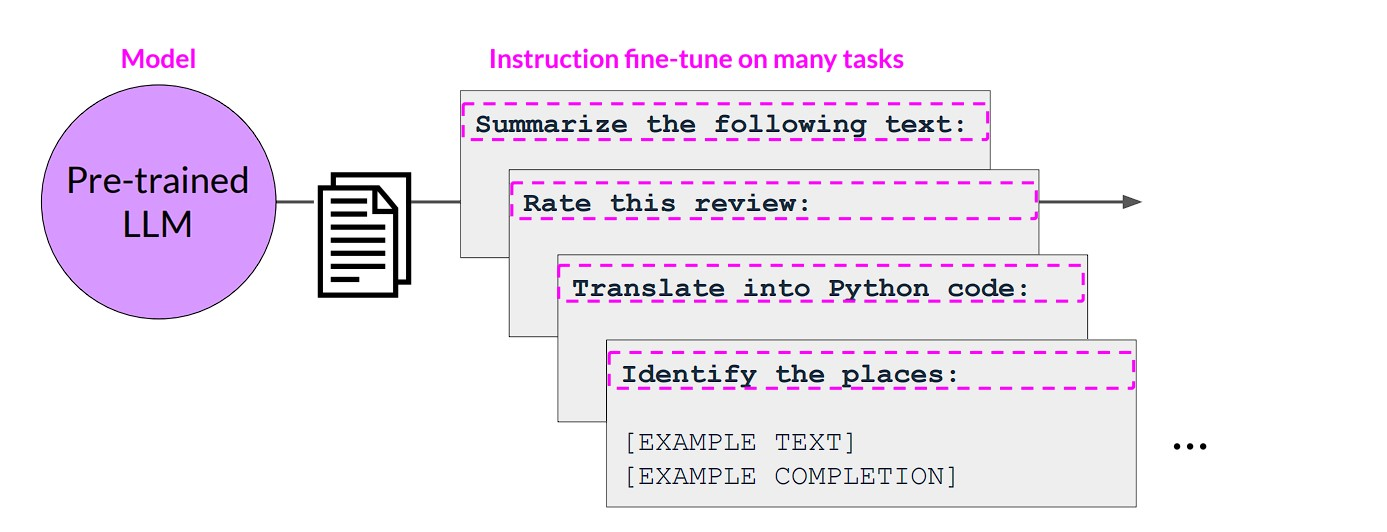 Model
Instruction fine-tune on many tasks
Pre-trained
LLM
Summarize the following text:
Rate this review:
Translate into Python code:
Identify the places:
[EXAMPLE TEXT]
[EXAMPLE COMPLETION]
...